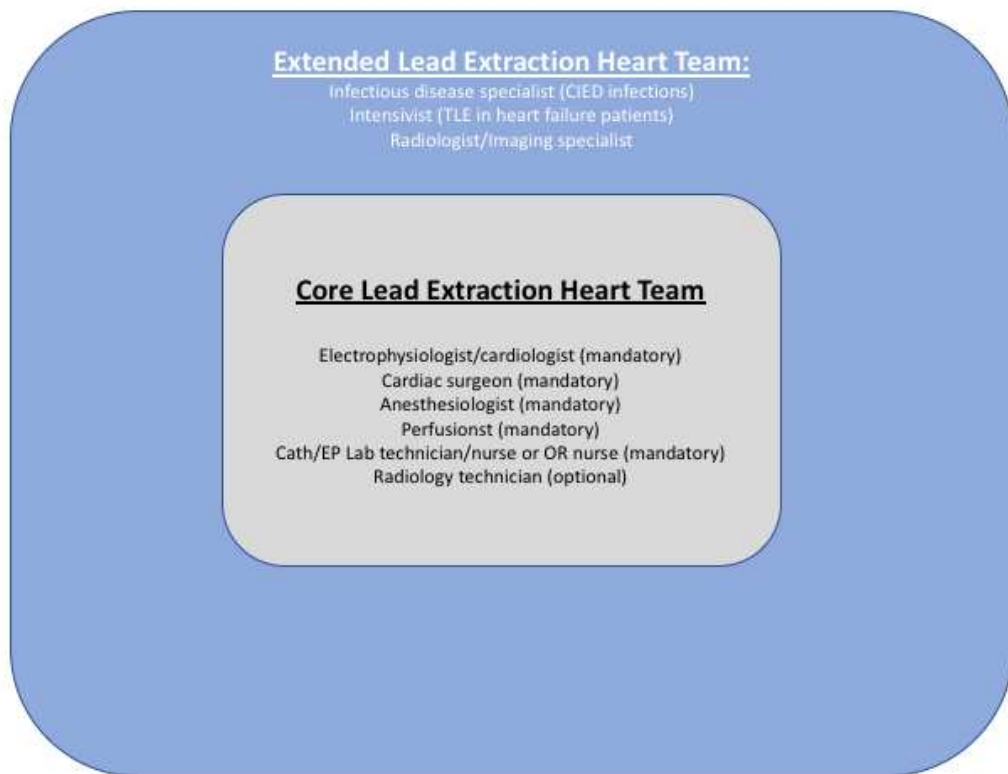 Extended Lead Extraction Heart Team:
Infectious disease specialist (CIED infections)
Intensivist (TLE in heart failure patients)
Radiologist/Imaging specialist
Core Lead Extraction Heart Team
Electrophysiologist/cardiologist (mandatory)
Cardiac surgeon (mandatory)
Anesthesiologist (mandatory)
Perfusionst (mandatory)
Cath/EP Lab technician/nurse or OR nurse (mandatory)
Radiology technician (optional)